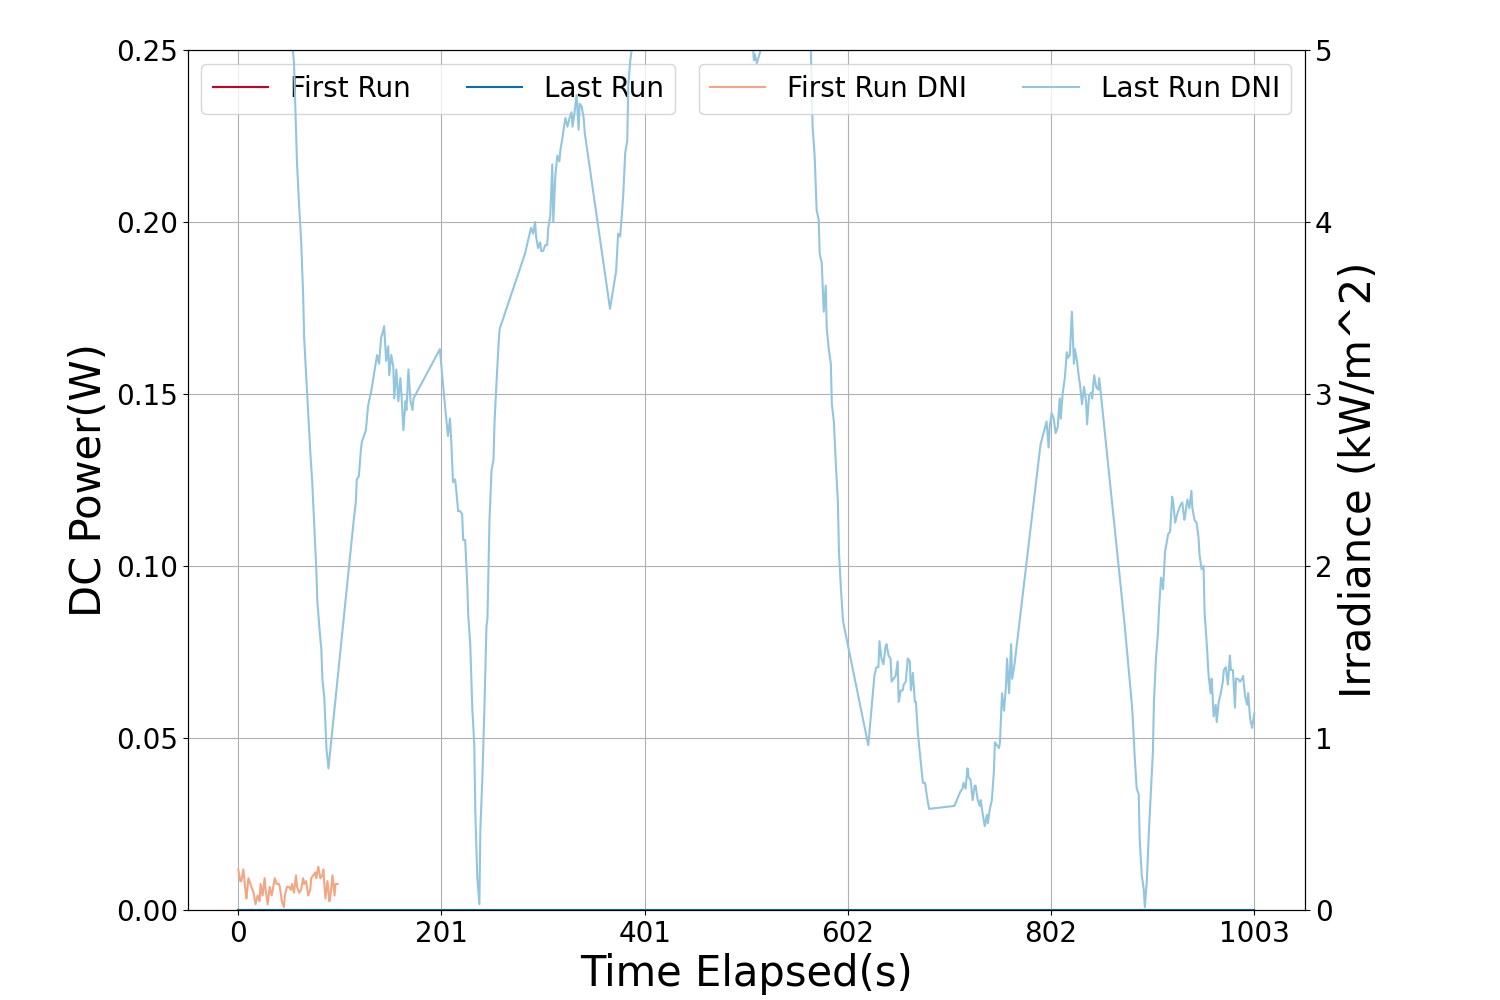 First Run
Last Run
First Run DNI
Last Run DNI
0.25
0.20
0.15
0.10
0.05
0.00
DC Power(W)
5
4
3
2
1
0
Irradiance (kW/m^2)
0
201
401
602
802
1003
Time Elapsed(s)